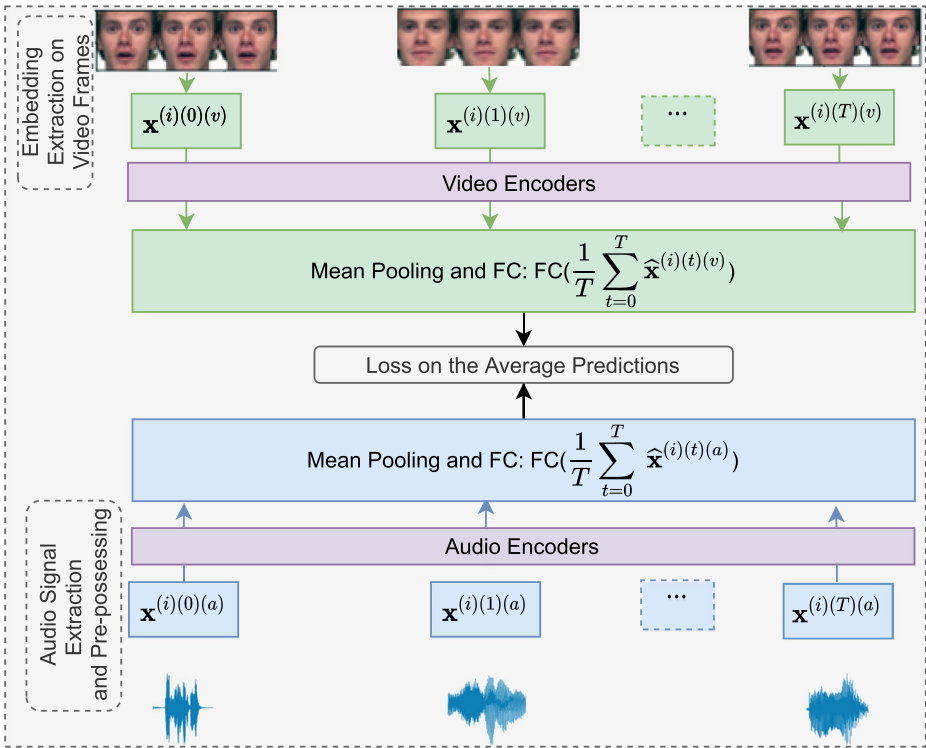 Embedding
Extraction on
Video Frames
x^(i)(0)(v)
x^(i)(1)(v)
...
x^(i)(T)(v)
Video Encoders
Mean Pooling and FC: FC(1/T ∑_{t=0}^{T} x̂^(i)(t)(v))
Loss on the Average Predictions
Mean Pooling and FC: FC(1/T ∑_{t=0}^{T} x̂^(i)(t)(a))
Audio Encoders
Audio Signal
Extraction
and Pre-possessing
x^(i)(0)(a)
x^(i)(1)(a)
...
x^(i)(T)(a)